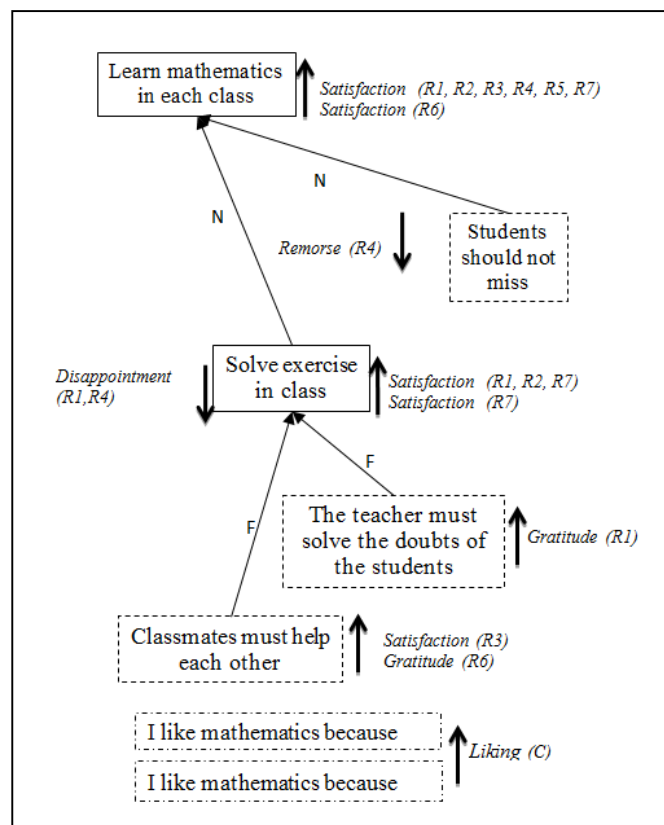 Learn mathematics
in each class
Satisfaction (R1, R2, R3, R4, R5, R7)
Satisfaction (R6)
N
N
Students
should not
miss
Remorse (R4)
Disappointment
(R1,R4)
Solve exercise
in class
Satisfaction (R1, R2, R7)
Satisfaction (R7)
F
F
The teacher must
solve the doubts of
the students
Gratitude (R1)
Classmates must help
each other
Satisfaction (R3)
Gratitude (R6)
I like mathematics because
I like mathematics because
Liking (C)